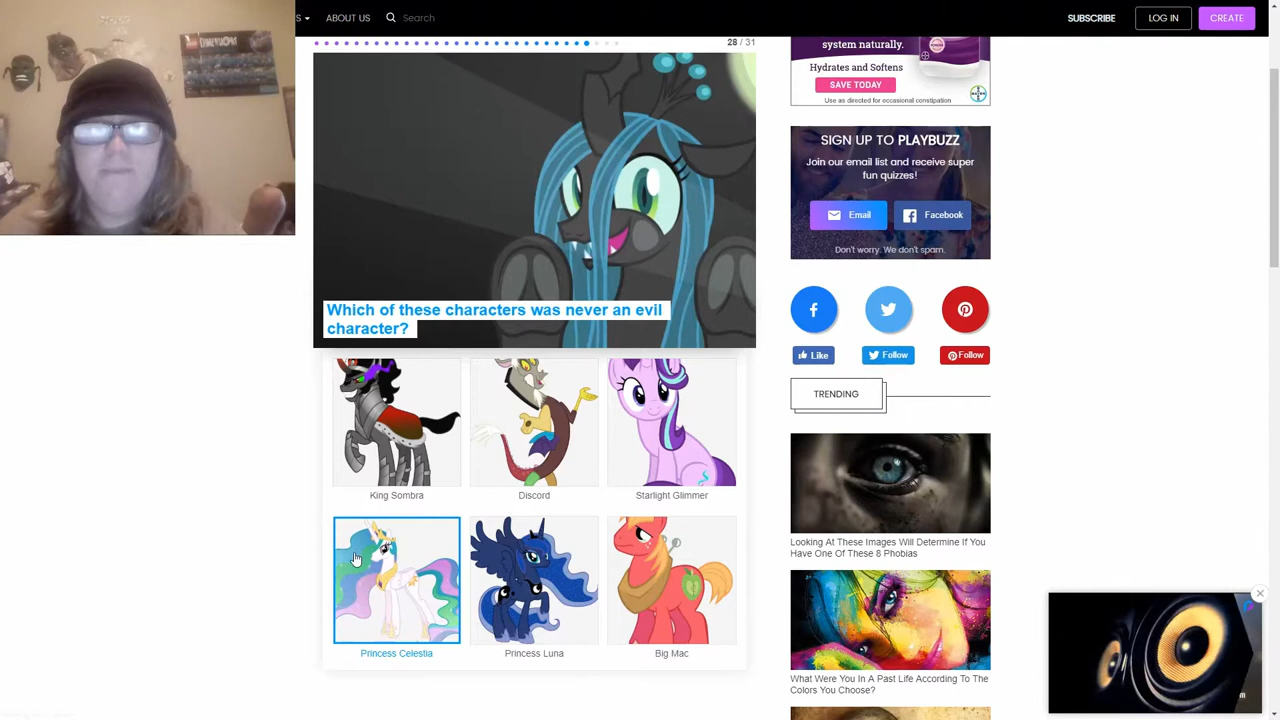 S
ABOUT US
Search
SUBSCRIBE
LOG IN
CREATE
28 / 31
system naturally.
Hydrates and Softens
SAVE TODAY
Use as directed for occasional constipation
SIGN UP TO PLAYBUZZ
Join our email list and receive super
fun quizzes!
Email
Facebook
Don't worry. We don't spam.
Which of these characters was never an evil
character?
Like
Follow
Follow
TRENDING
King Sombra
Discord
Starlight Glimmer
Princess Celestia
Princess Luna
Big Mac
Looking At These Images Will Determine If You
Have One Of These 8 Phobias
What Were You In A Past Life According To The
Colors You Choose?